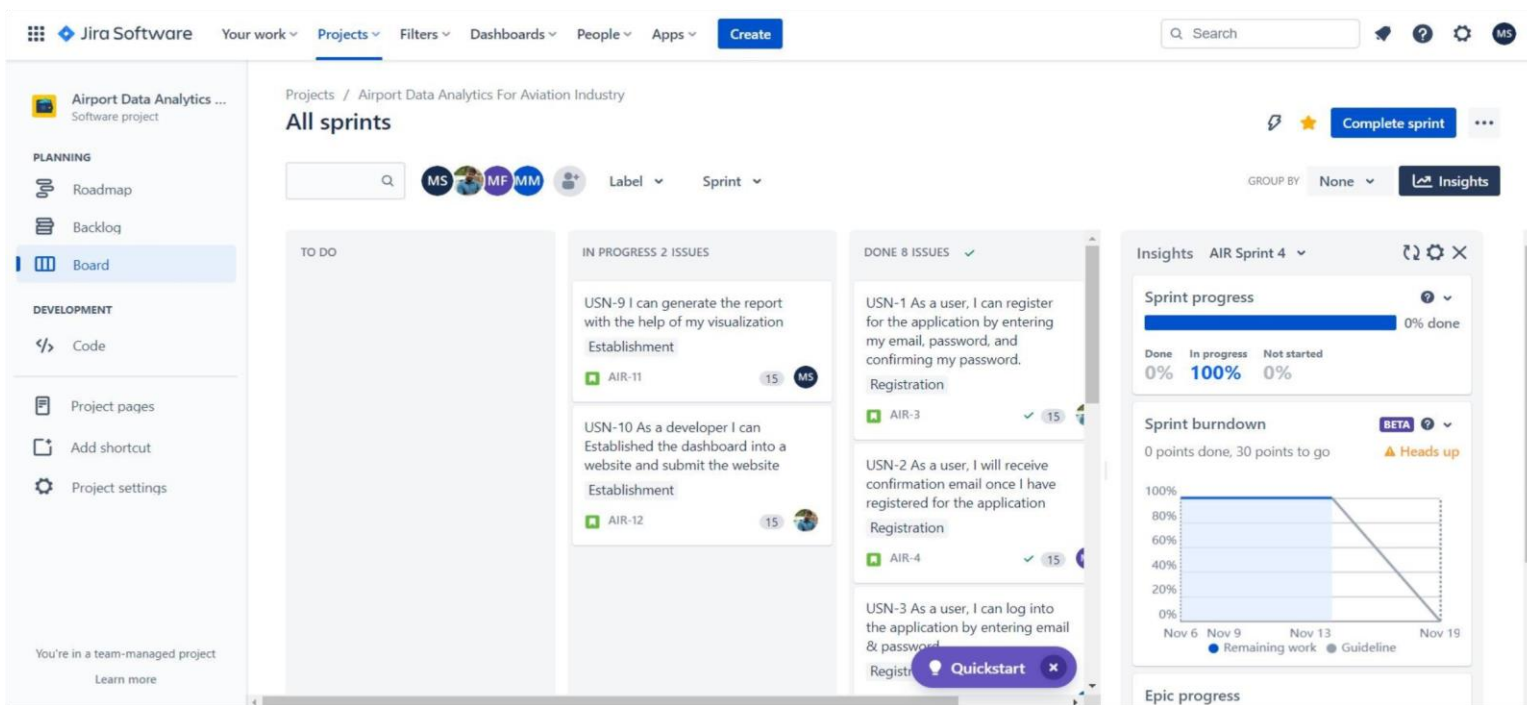 Jira Software
Your work
Projects
Filters
Dashboards
People
Apps
Create
Search
MS
Airport Data Analytics ...
Software project
PLANNING
Roadmap
Backlog
Board
DEVELOPMENT
Code
Project pages
Add shortcut
Project settings
You're in a team-managed project
Learn more
Projects / Airport Data Analytics For Aviation Industry
All sprints
Complete sprint
MS
MF
MM
Label
Sprint
GROUP BY
None
Insights
TO DO
IN PROGRESS 2 ISSUES
USN-9 I can generate the report
with the help of my visualization
Establishment
AIR-11
15
MS
USN-10 As a developer I can
Established the dashboard into a
website and submit the website
Establishment
AIR-12
15
DONE 8 ISSUES
USN-1 As a user, I can register
for the application by entering
my email, password, and
confirming my password.
Registration
AIR-3
15
USN-2 As a user, I will receive
confirmation email once I have
registered for the application
Registration
AIR-4
15
USN-3 As a user, I can log into
the application by entering email
& password
Registr
Quickstart
Insights
AIR Sprint 4
Sprint progress
0% done
Done In progress Not started
0% 100% 0%
Sprint burndown
BETA
0 points done, 30 points to go
Heads up
100%
80%
60%
40%
20%
0%
Nov 6 Nov 9 Nov 13 Nov 19
Remaining work Guideline
Epic progress